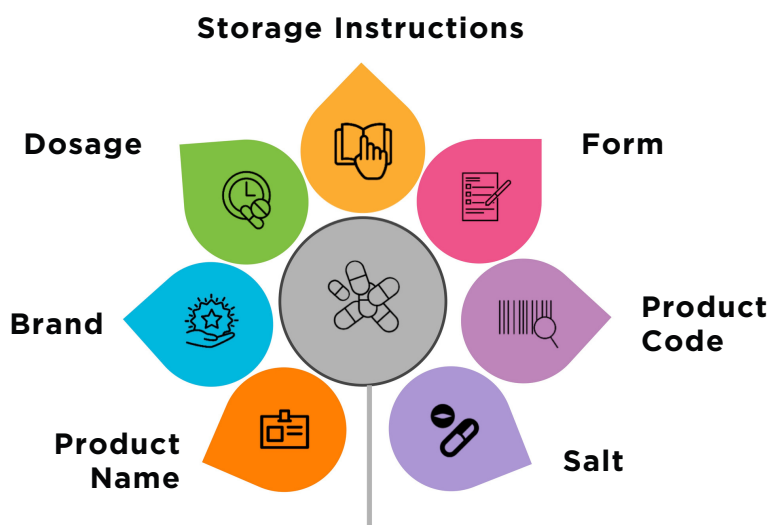 Storage Instructions
Dosage
Form
Brand
Product
Code
Product
Name
Salt